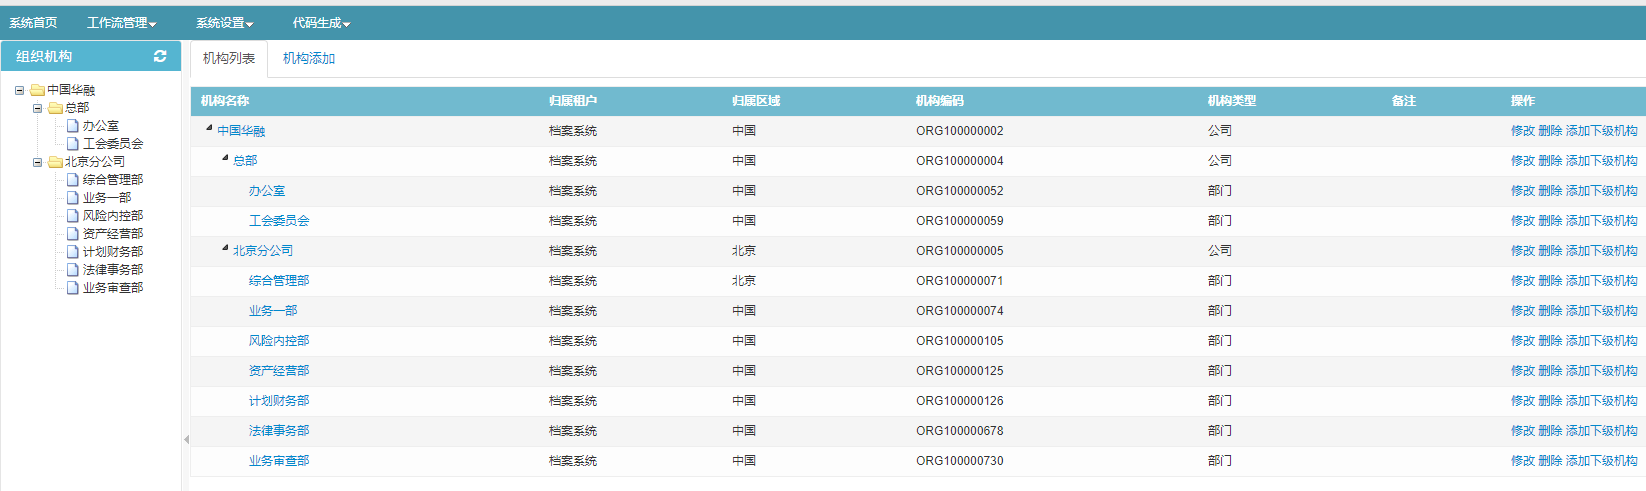 系统首页 工作流管理 系统设置 代码生成
组织机构
中国华融
总部
办公室
工会委员会
北京分公司
综合管理部
业务一部
风险内控部
资产经营部
计划财务部
法律事务部
业务审查部
机构列表 机构添加
机构名称 归属租户 归属区域 机构编码 机构类型 备注 操作
中国华融 档案系统 中国 ORG100000002 公司 修改 删除 添加下级机构
总部 档案系统 中国 ORG100000004 公司 修改 删除 添加下级机构
办公室 档案系统 中国 ORG100000052 部门 修改 删除 添加下级机构
工会委员会 档案系统 中国 ORG100000059 部门 修改 删除 添加下级机构
北京分公司 档案系统 北京 ORG100000005 公司 修改 删除 添加下级机构
综合管理部 档案系统 北京 ORG100000071 部门 修改 删除 添加下级机构
业务一部 档案系统 中国 ORG100000074 部门 修改 删除 添加下级机构
风险内控部 档案系统 中国 ORG100000105 部门 修改 删除 添加下级机构
资产经营部 档案系统 中国 ORG100000125 部门 修改 删除 添加下级机构
计划财务部 档案系统 中国 ORG100000126 部门 修改 删除 添加下级机构
法律事务部 档案系统 中国 ORG100000678 部门 修改 删除 添加下级机构
业务审查部 档案系统 中国 ORG100000730 部门 修改 删除 添加下级机构